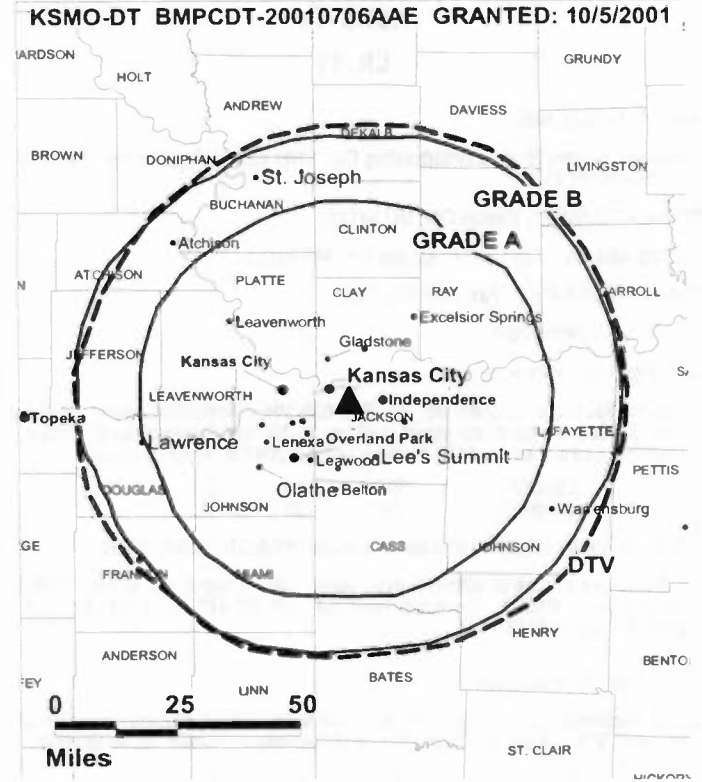 KSMO-DT BMPCDT-20010706AAE GRANTED: 10/5/2001
HOLT
GRUNDY
ANDREW
DAVIESS
DEKALB
BROWN
DONIPHAN
LIVINGSTON
St. Joseph
GRADE B
BUCHANAN
CLINTON
GRADE A
Atchison
ATCHISON
PLATTE
CLAY
RAY
CARROLL
Leavenworth
Excelsior Springs
Gladstone
JEFFERSON
Kansas City
Kansas City
LEAVENWORTH
Independence
Topeka
JACKSON
LAFAYETTE
Lawrence
Lenexa
Overland Park
Leawood
Lee's Summit
PETTIS
DOUGLAS
Olathe
Belton
JOHNSON
Warrensburg
CASS
JOHNSON
DTV
FRANKLIN
MIAMI
HENRY
ANDERSON
BATES
LINN
0 25 50
Miles
ST. CLAIR